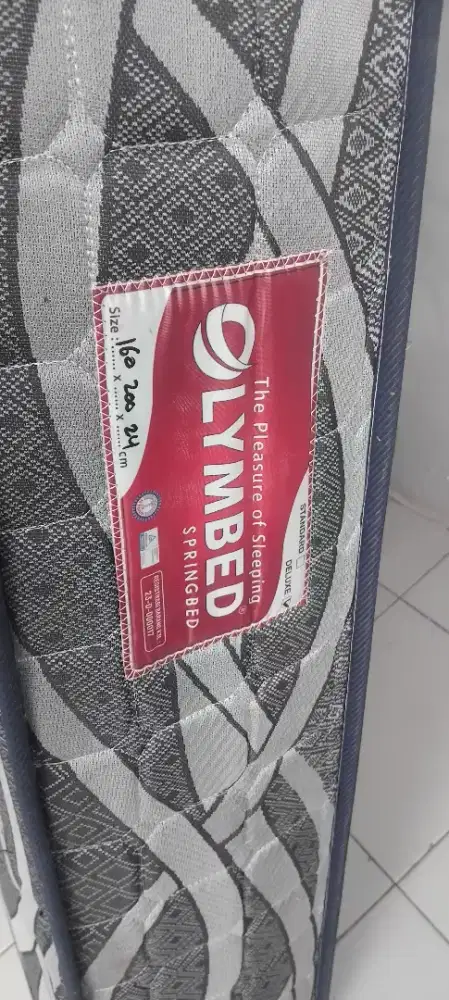 STANDARD
DELUXE V
The Pleasure of Sleeping
OLYMBED®
SPRINGBED
Size : ...... x ...... x ...... cm
160 200 24